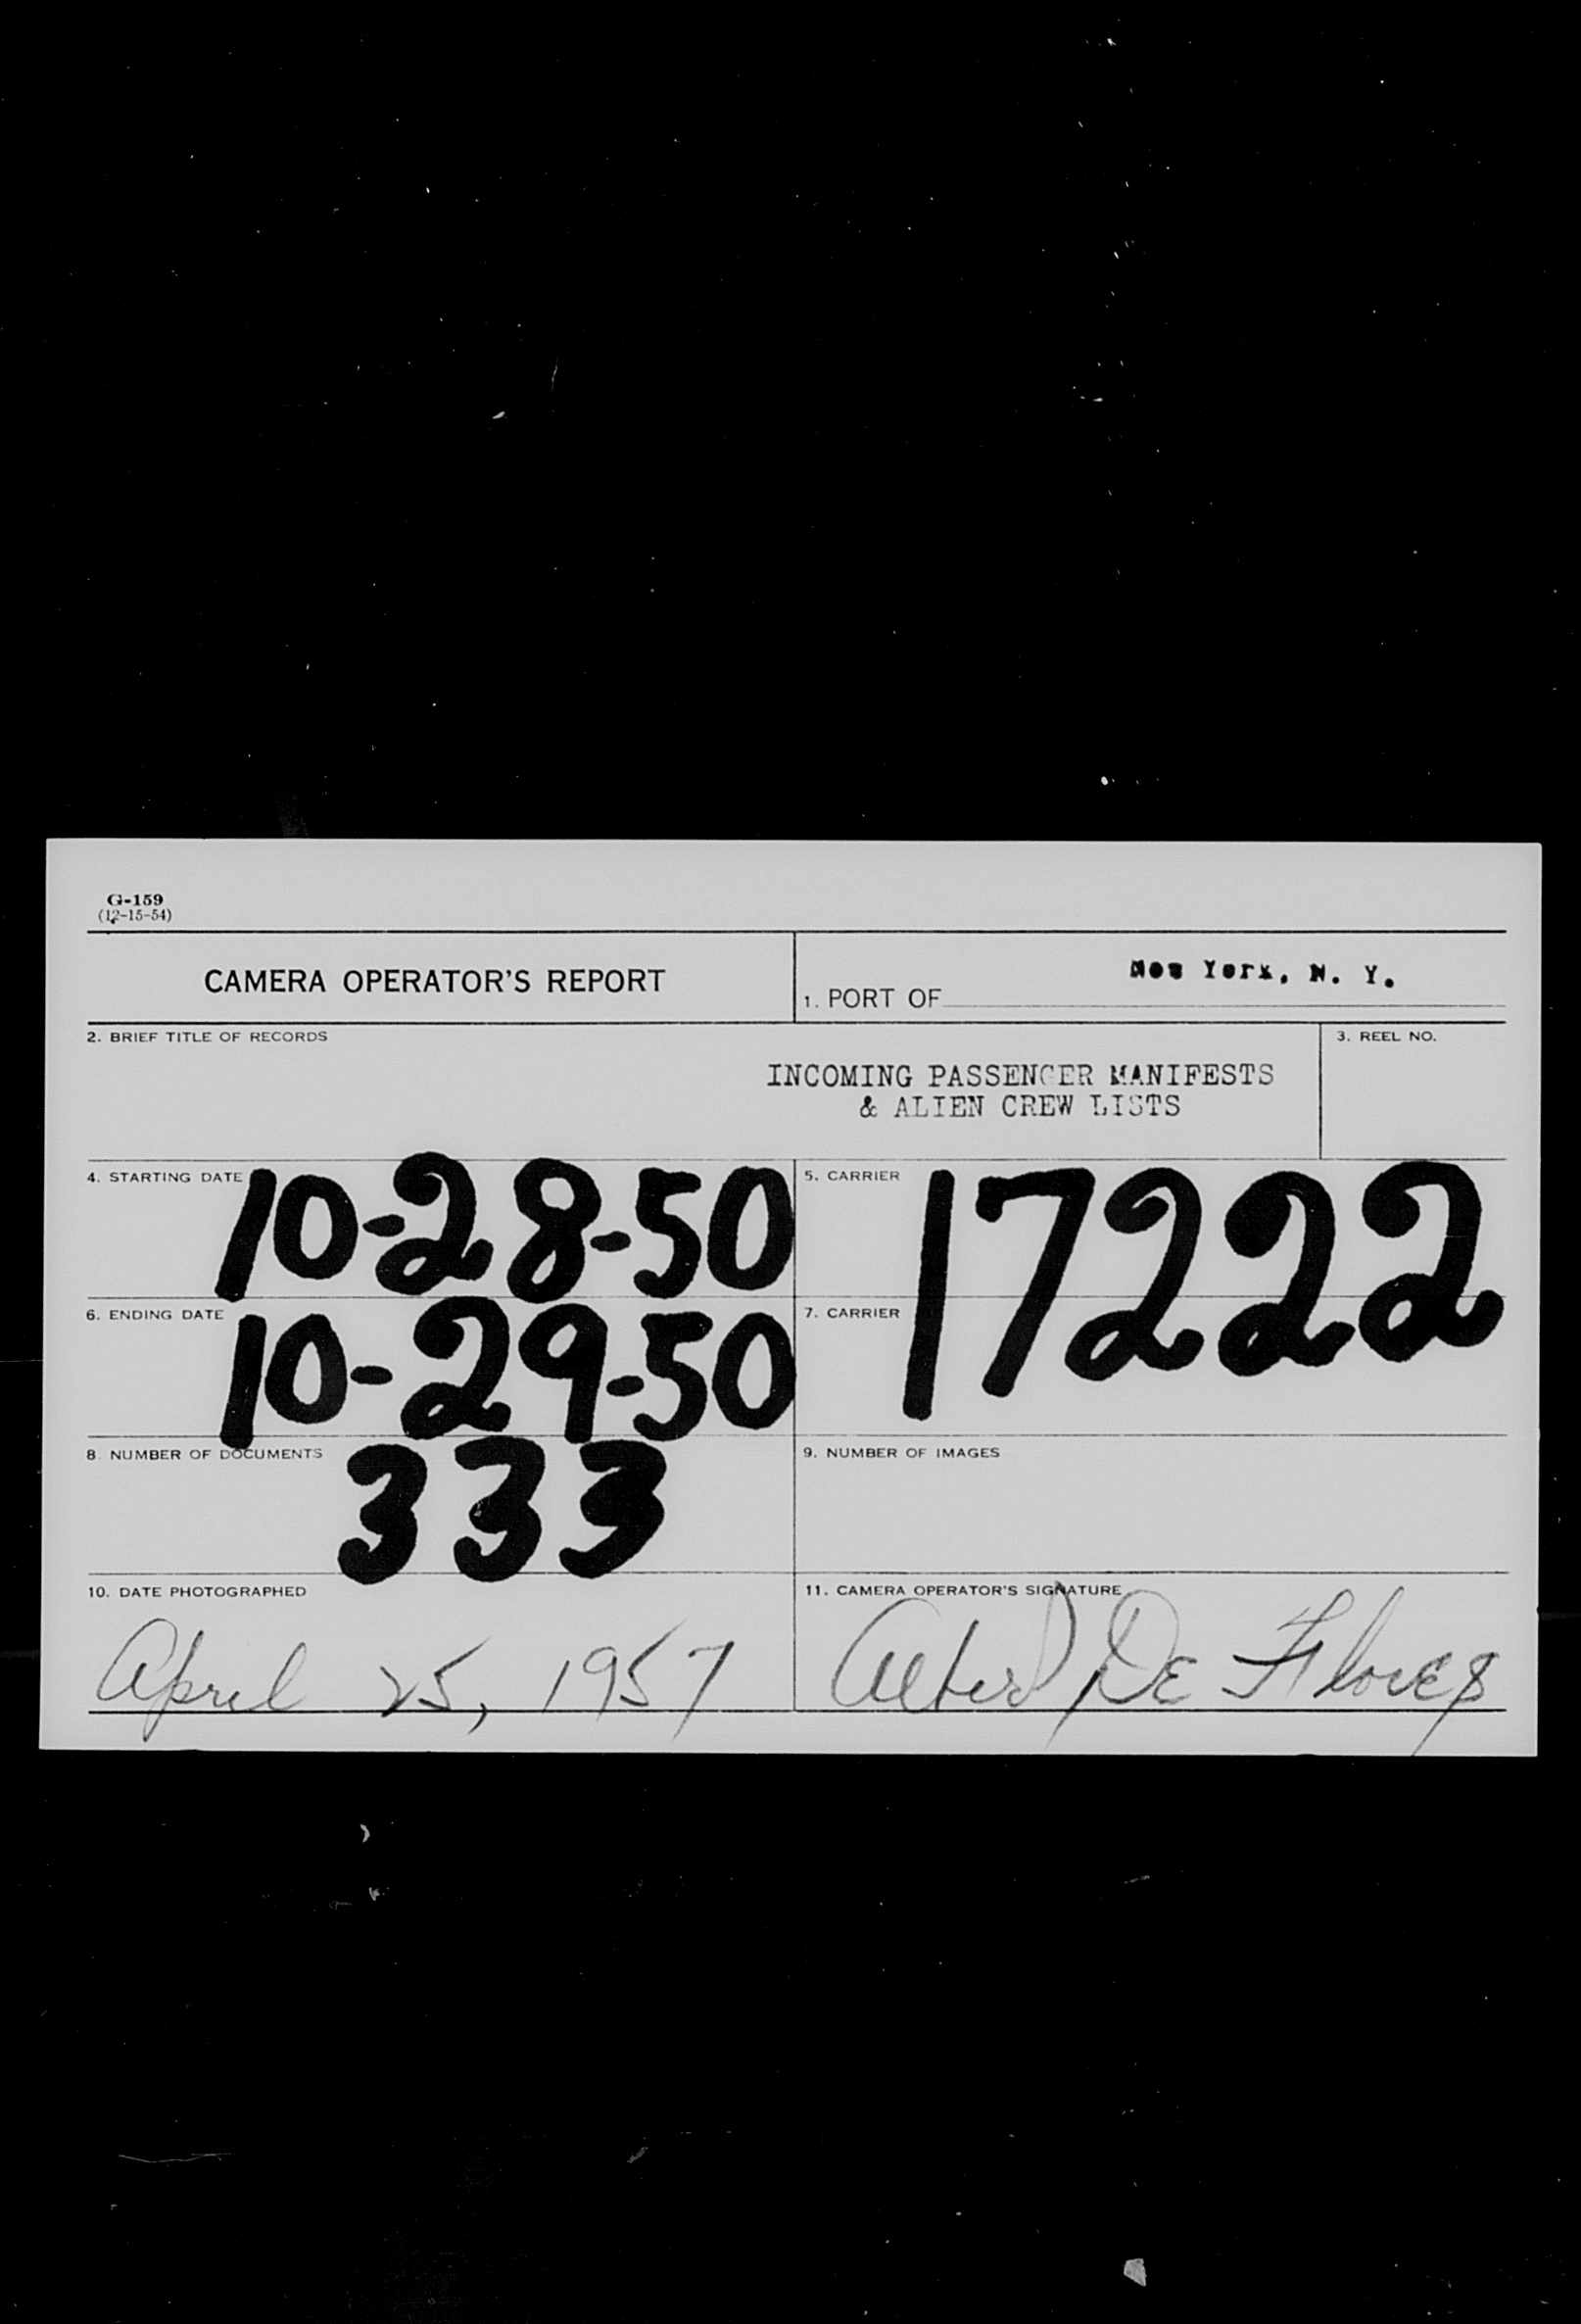 G-159
(12-15-54)
CAMERA OPERATOR'S REPORT
1. PORT OF New York, N. Y.
2. BRIEF TITLE OF RECORDS
INCOMING PASSENGER MANIFESTS
& ALIEN CREW LISTS
3. REEL NO.
4. STARTING DATE 10-28-50
5. CARRIER 17222
6. ENDING DATE 10-29-50
7. CARRIER
8. NUMBER OF DOCUMENTS 333
9. NUMBER OF IMAGES
10. DATE PHOTOGRAPHED
April 25, 1957
11. CAMERA OPERATOR'S SIGNATURE
De